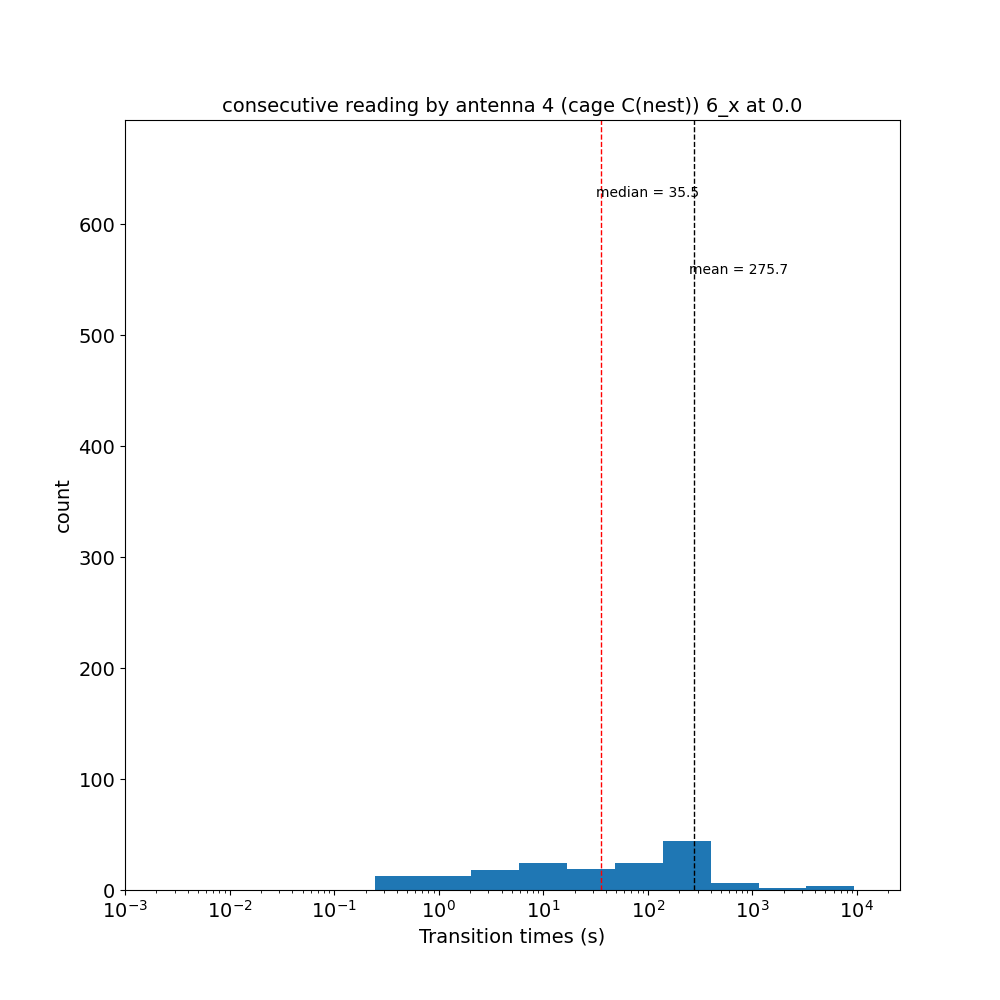 consecutive reading by antenna 4 (cage C(nest)) 6_x at 0.0
median = 35.5
mean = 275.7
600
500
400
300
200
100
0
count
10⁻³ 10⁻² 10⁻¹ 10⁰ 10¹ 10² 10³ 10⁴
Transition times (s)